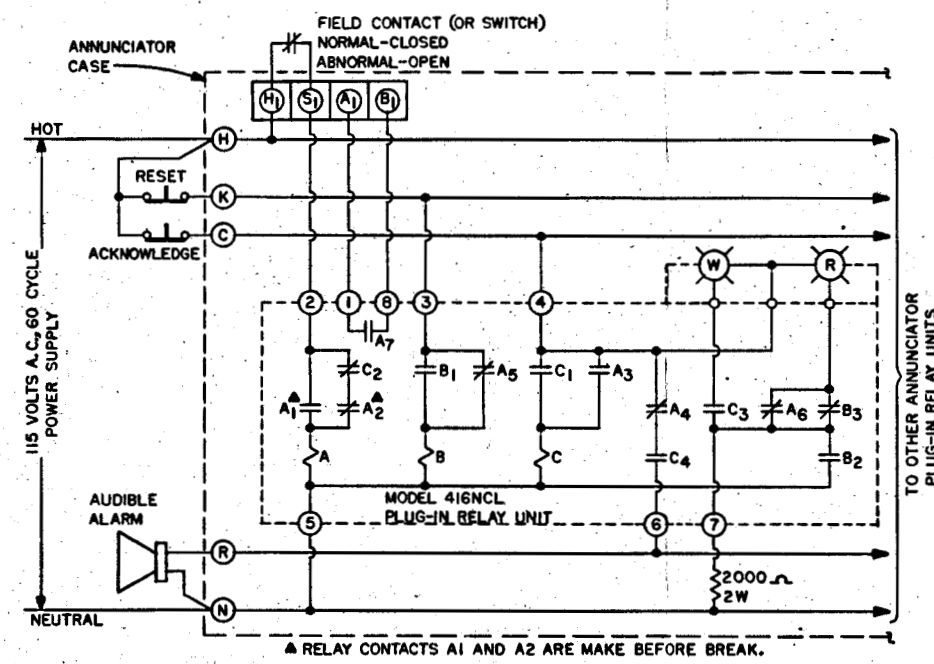 FIELD CONTACT (OR SWITCH)
NORMAL-CLOSED
ABNORMAL-OPEN
ANNUNCIATOR
CASE
H1 S1 A1 B1
HOT
H
RESET
K
C
ACKNOWLEDGE
W R
2 1 8 3 4
A7
C2 B1 A5 C1 A3
A1▲ A2▲ A4 C3 A6 B3
C4 B2
A B C
115 VOLTS A.C., 60 CYCLE
POWER SUPPLY
TO OTHER ANNUNCIATOR
PLUG-IN RELAY UNITS
MODEL 416NCL
PLUG-IN RELAY UNIT
5 6 7
AUDIBLE
ALARM
R
2000 Ω
2W
N
NEUTRAL
▲ RELAY CONTACTS A1 AND A2 ARE MAKE BEFORE BREAK.